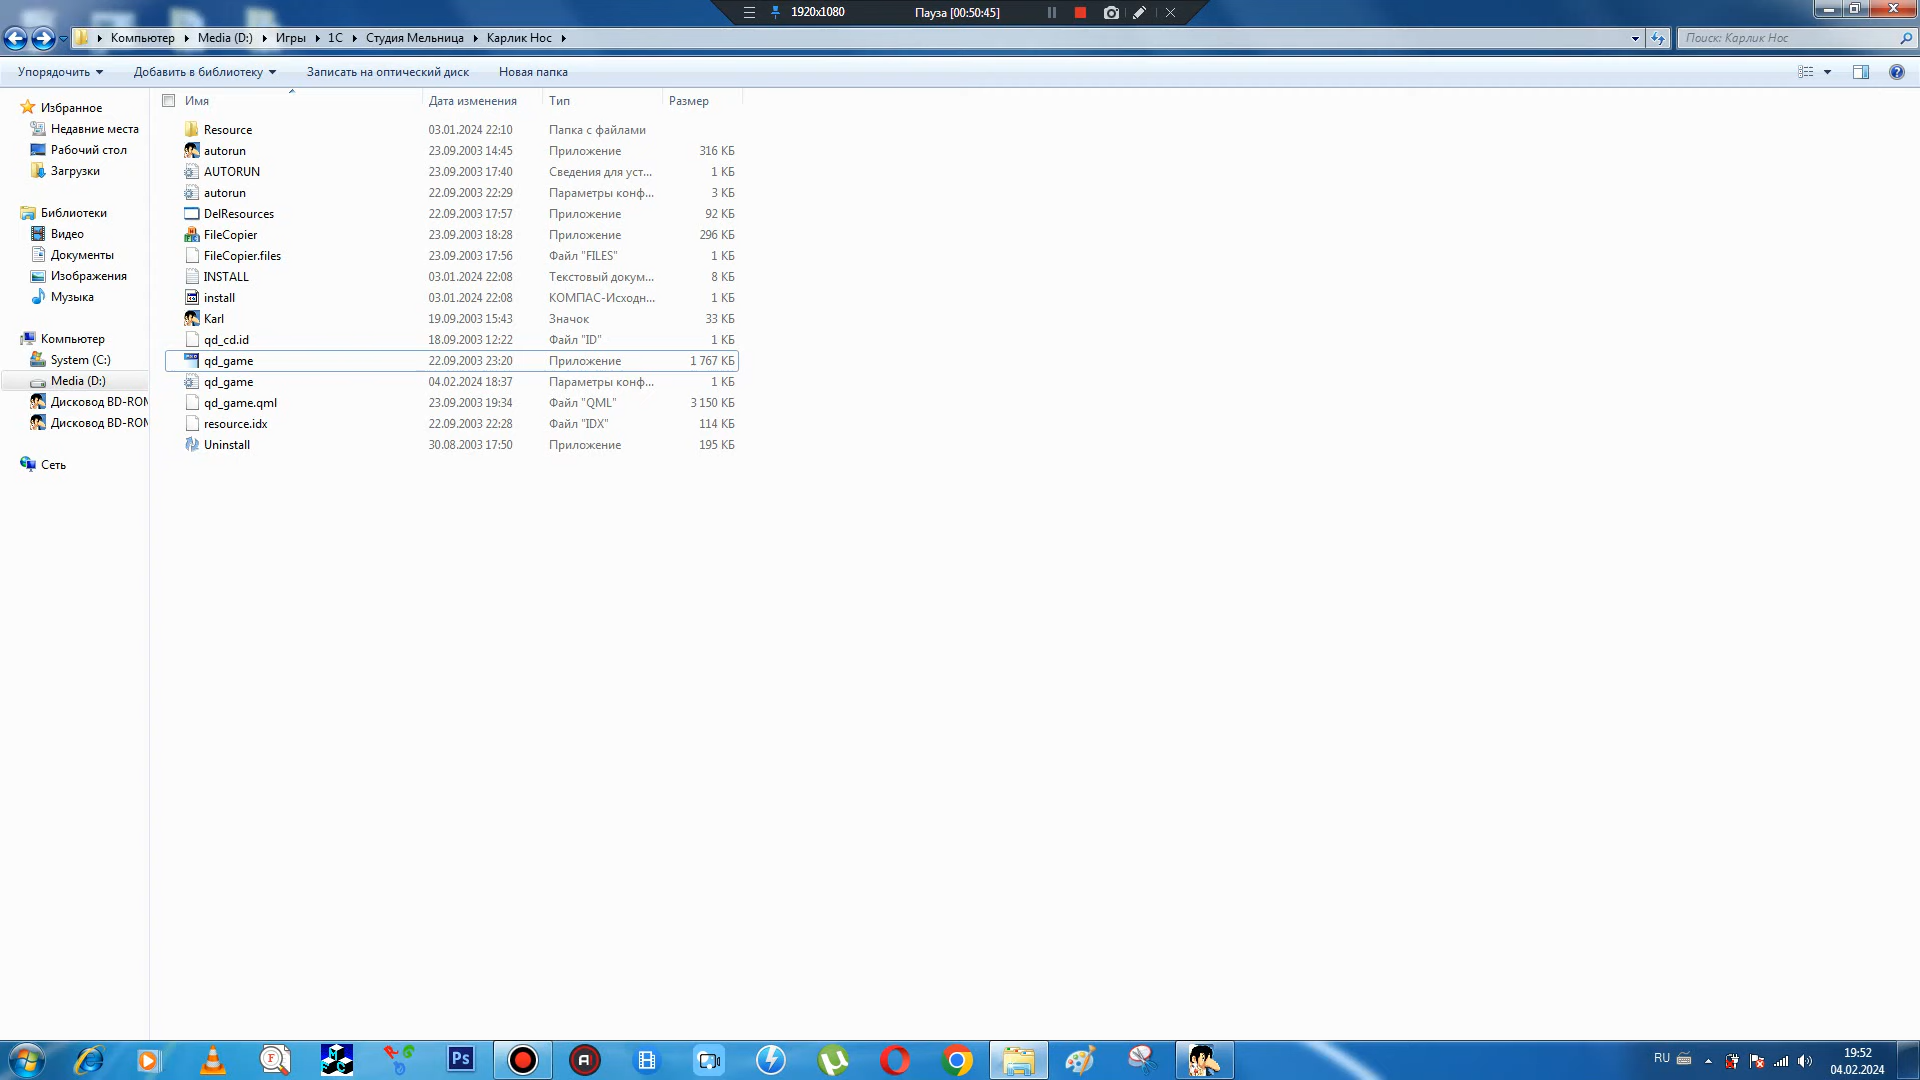 1920x1080 Пауза [00:50:45]
Компьютер Media (D:) Игры 1С Студия Мельница Карлик Нос Поиск: Карлик Нос
Упорядочить Добавить в библиотеку Записать на оптический диск Новая папка
Имя Дата изменения Тип Размер
Resource 03.01.2024 22:10 Папка с файлами
autorun 23.09.2003 14:45 Приложение 316 КБ
AUTORUN 23.09.2003 17:40 Сведения для уст... 1 КБ
autorun 22.09.2003 22:29 Параметры конф... 3 КБ
DelResources 22.09.2003 17:57 Приложение 92 КБ
FileCopier 23.09.2003 18:28 Приложение 296 КБ
FileCopier.files 23.09.2003 17:56 Файл "FILES" 1 КБ
INSTALL 03.01.2024 22:08 Текстовый докум... 8 КБ
install 03.01.2024 22:08 КОМПАС-Исходн... 1 КБ
Karl 19.09.2003 15:43 Значок 33 КБ
qd_cd.id 18.09.2003 12:22 Файл "ID" 1 КБ
qd_game 22.09.2003 23:20 Приложение 1 767 КБ
qd_game 04.02.2024 18:37 Параметры конф... 1 КБ
qd_game.qml 23.09.2003 19:34 Файл "QML" 3 150 КБ
resource.idx 22.09.2003 22:28 Файл "IDX" 114 КБ
Uninstall 30.08.2003 17:50 Приложение 195 КБ
Избранное
Недавние места
Рабочий стол
Загрузки
Библиотеки
Видео
Документы
Изображения
Музыка
Компьютер
System (C:)
Media (D:)
Дисковод BD-ROM
Дисковод BD-ROM
Сеть
Ps
RU
19:52
04.02.2024